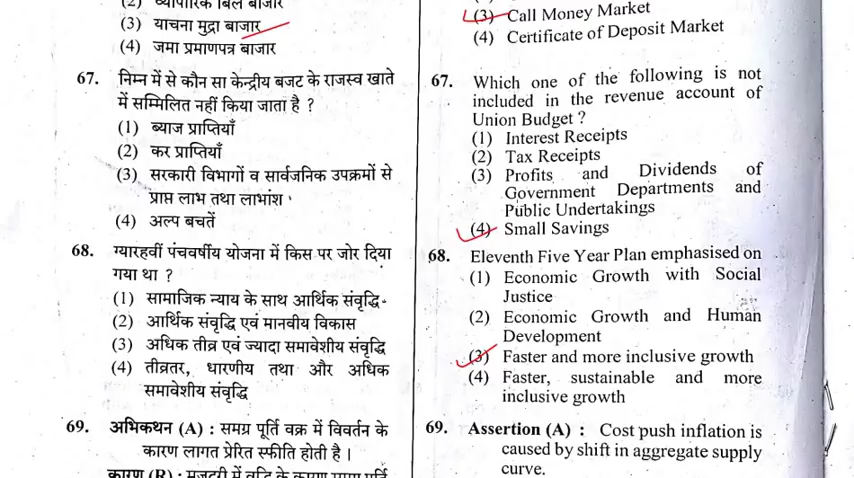 (2) व्यापारिक बिल बाजार
(3) याचना मुद्रा बाजार
(4) जमा प्रमाणपत्र बाजार
67. निम्न में से कौन सा केन्द्रीय बजट के राजस्व खाते
में सम्मिलित नहीं किया जाता है ?
(1) ब्याज प्राप्तियाँ
(2) कर प्राप्तियाँ
(3) सरकारी विभागों व सार्वजनिक उपक्रमों से
प्राप्त लाभ तथा लाभांश
(4) अल्प बचतें
68. ग्यारहवीं पंचवर्षीय योजना में किस पर जोर दिया
गया था ?
(1) सामाजिक न्याय के साथ आर्थिक संवृद्धि
(2) आर्थिक संवृद्धि एवं मानवीय विकास
(3) अधिक तीव्र एवं ज्यादा समावेशीय संवृद्धि
(4) तीव्रतर, धारणीय तथा और अधिक
समावेशीय संवृद्धि
69. अभिकथन (A) : समग्र पूर्ति वक्र में विवर्तन के
कारण लागत प्रेरित स्फीति होती है ।
कारण (R) : मजदूरी में वृद्धि के कारण समग्र पूर्ति
(3) Call Money Market
(4) Certificate of Deposit Market
67. Which one of the following is not
included in the revenue account of
Union Budget ?
(1) Interest Receipts
(2) Tax Receipts
(3) Profits and Dividends of
Government Departments and
Public Undertakings
(4) Small Savings
68. Eleventh Five Year Plan emphasised on
(1) Economic Growth with Social
Justice
(2) Economic Growth and Human
Development
(3) Faster and more inclusive growth
(4) Faster, sustainable and more
inclusive growth
69. Assertion (A) : Cost push inflation is
caused by shift in aggregate supply
curve.